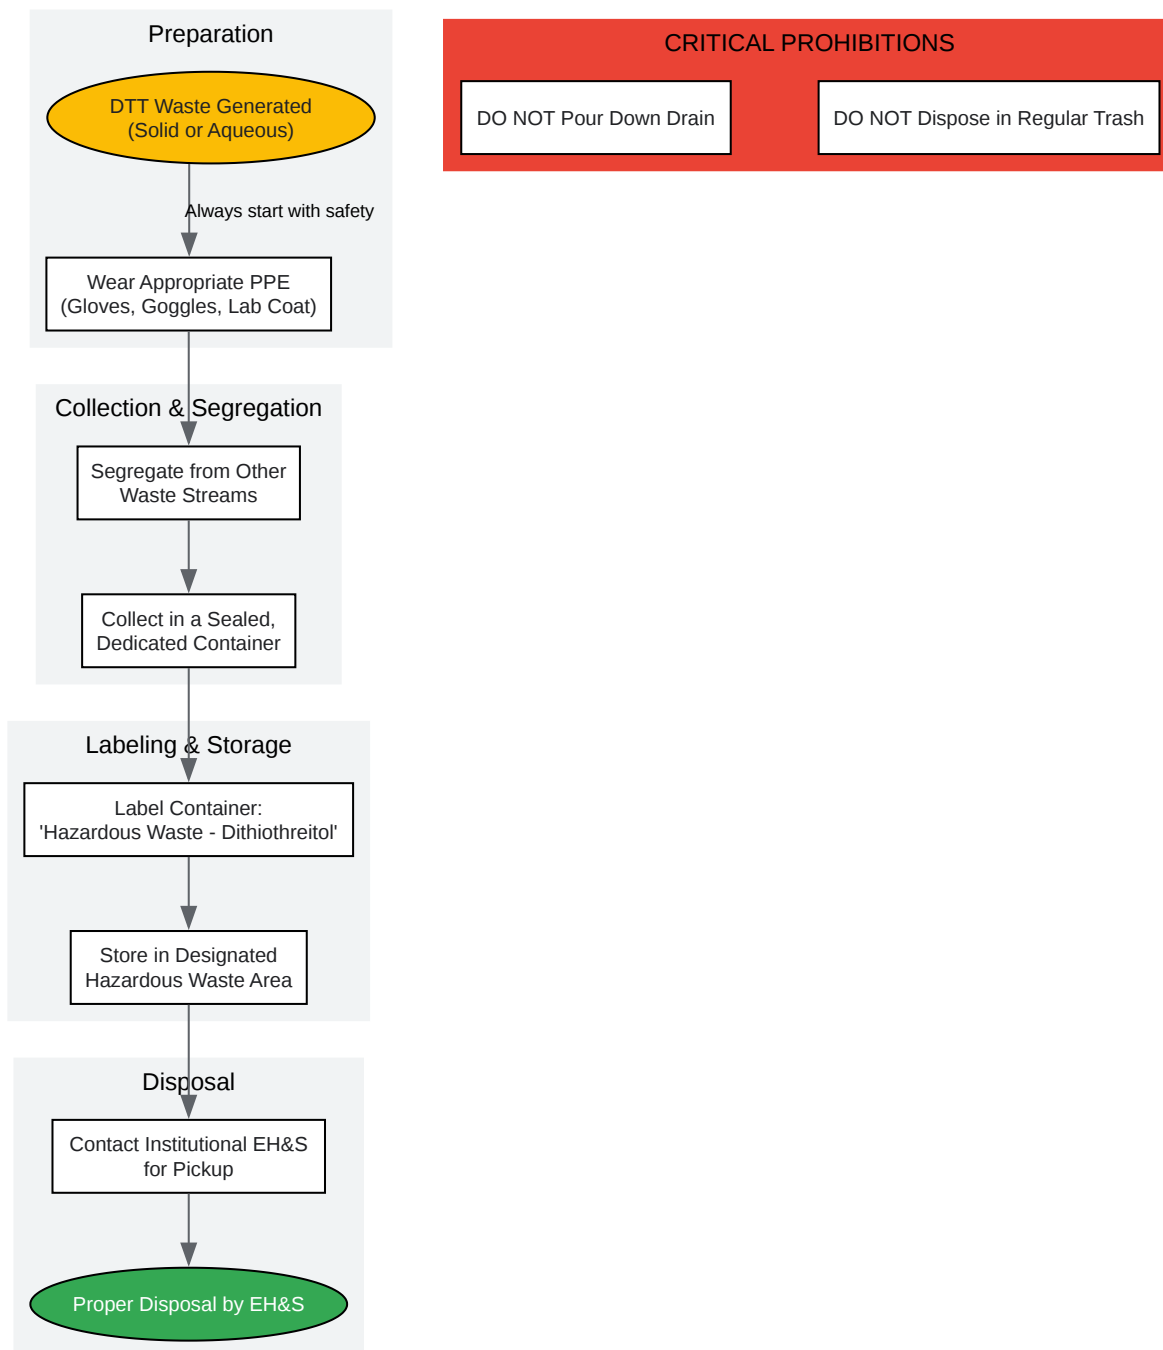 Preparation
DTT Waste Generated
(Solid or Aqueous)
Always start with safety
Wear Appropriate PPE
(Gloves, Goggles, Lab Coat)
Collection & Segregation
Segregate from Other
Waste Streams
Collect in a Sealed,
Dedicated Container
Labeling & Storage
Label Container:
'Hazardous Waste - Dithiothreitol'
Store in Designated
Hazardous Waste Area
Disposal
Contact Institutional EH&S
for Pickup
Proper Disposal by EH&S
CRITICAL PROHIBITIONS
DO NOT Pour Down Drain
DO NOT Dispose in Regular Trash